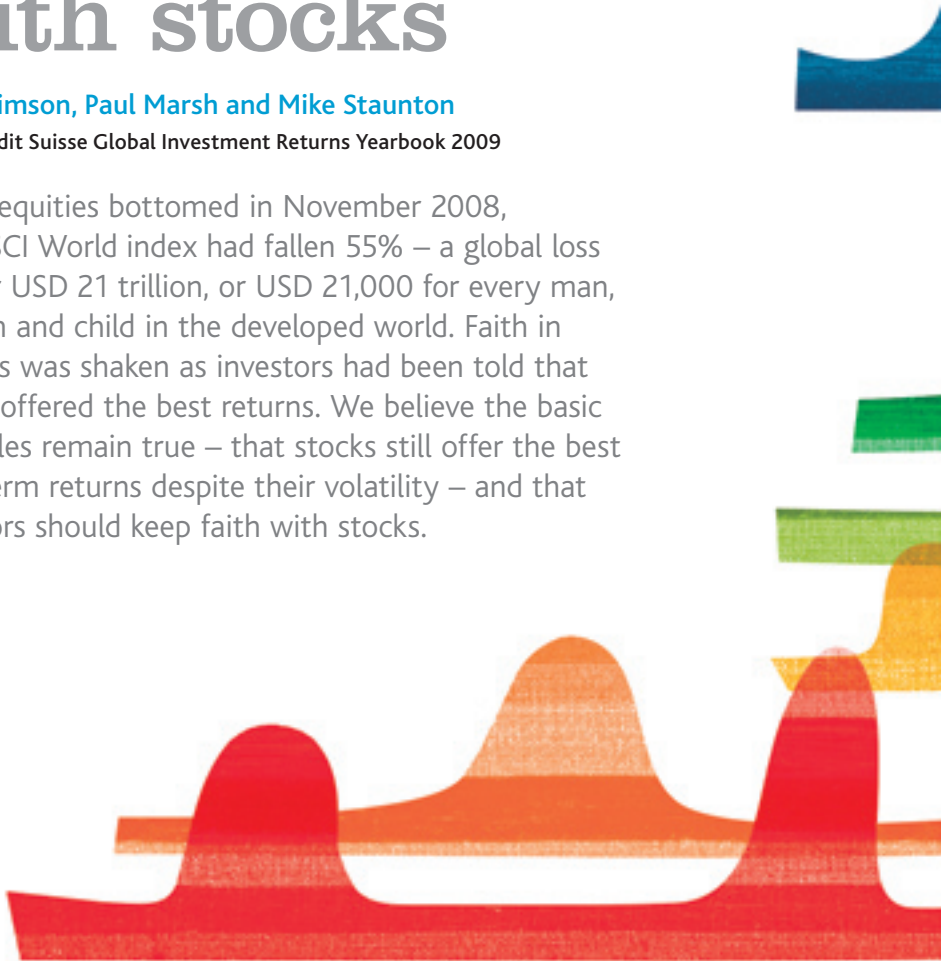 ith stocks
imson, Paul Marsh and Mike Staunton
dit Suisse Global Investment Returns Yearbook 2009
equities bottomed in November 2008,
SCI World index had fallen 55% – a global loss
r USD 21 trillion, or USD 21,000 for every man,
n and child in the developed world. Faith in
s was shaken as investors had been told that
offered the best returns. We believe the basic
les remain true – that stocks still offer the best
erm returns despite their volatility – and that
ors should keep faith with stocks.